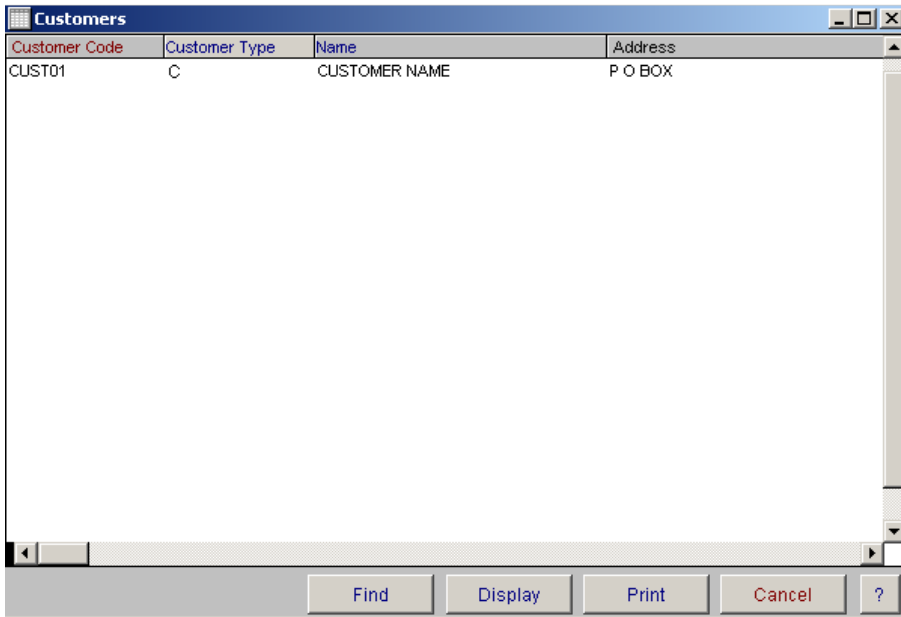 Customers
Customer Code Customer Type Name Address
CUST01 C CUSTOMER NAME P O BOX
Find Display Print Cancel ?